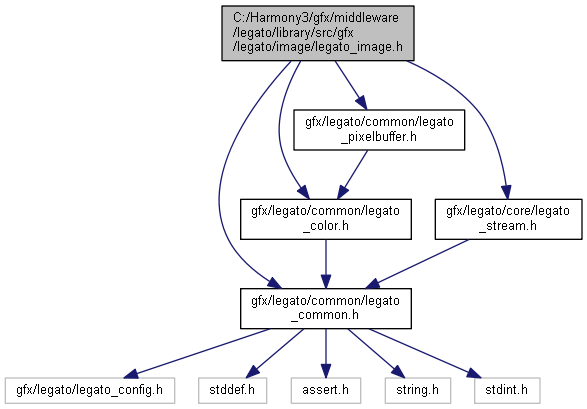 C:/Harmony3/gfx/middleware
/legato/library/src/gfx
/legato/image/legato_image.h
gfx/legato/common/legato
_pixelbuffer.h
gfx/legato/common/legato
_color.h
gfx/legato/core/legato
_stream.h
gfx/legato/common/legato
_common.h
gfx/legato/legato_config.h
stddef.h
assert.h
string.h
stdint.h